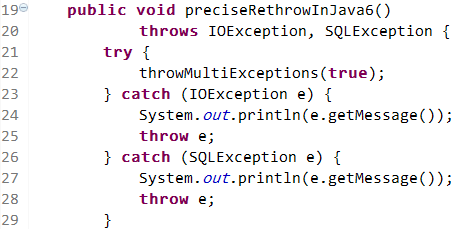 19 public void preciseRethrowInJava6()
20 throws IOException, SQLException {
21 try {
22 throwMultiExceptions(true);
23 } catch (IOException e) {
24 System.out.println(e.getMessage());
25 throw e;
26 } catch (SQLException e) {
27 System.out.println(e.getMessage());
28 throw e;
29 }